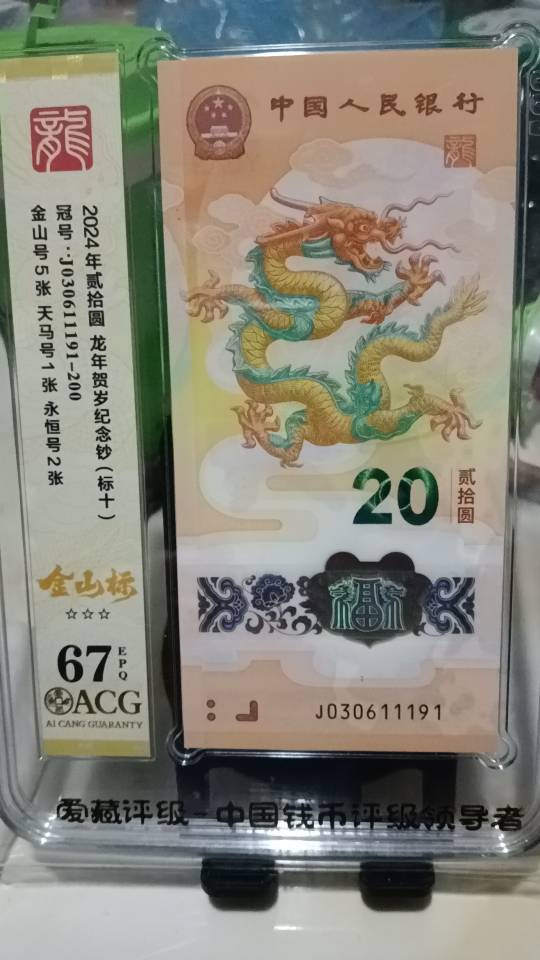 龍
2024年贰拾圆 龙年贺岁纪念钞(标十)
冠号:J030611191-200
金山号5张 天马号1张 永恒号2张
金山标
☆☆☆
67 EPQ
ACG
AI CANG GUARANTY
中国人民银行
龍
20 贰拾圆
福
J030611191
爱藏评级-中国钱币评级领导者